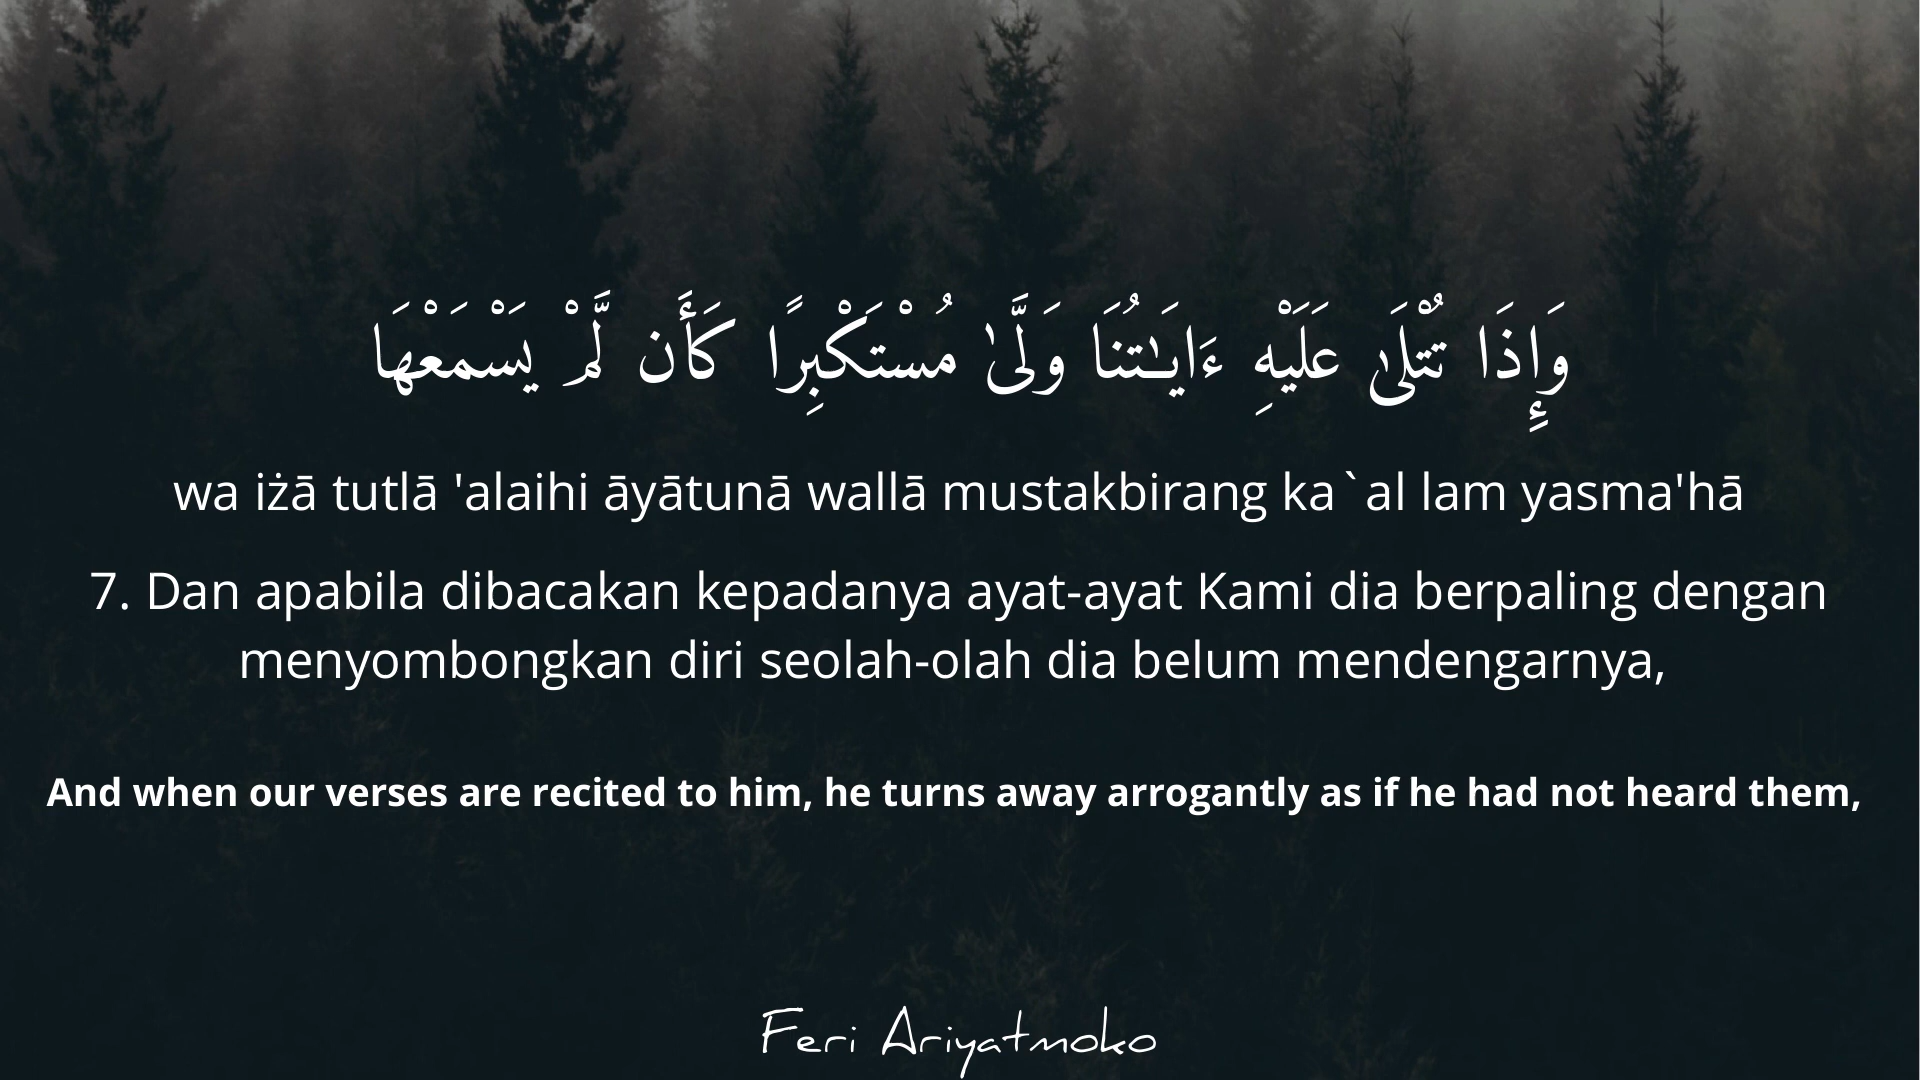 وَإِذَا تُتْلَىٰ عَلَيْهِ ءَايَـٰتُنَا وَلَّىٰ مُسْتَكْبِرًا كَأَن لَّمْ يَسْمَعْهَا
wa iżā tutlā 'alaihi āyātunā wallā mustakbirang ka`al lam yasma'hā
7. Dan apabila dibacakan kepadanya ayat-ayat Kami dia berpaling dengan
menyombongkan diri seolah-olah dia belum mendengarnya,
And when our verses are recited to him, he turns away arrogantly as if he had not heard them,
Feri Ariyatmoko